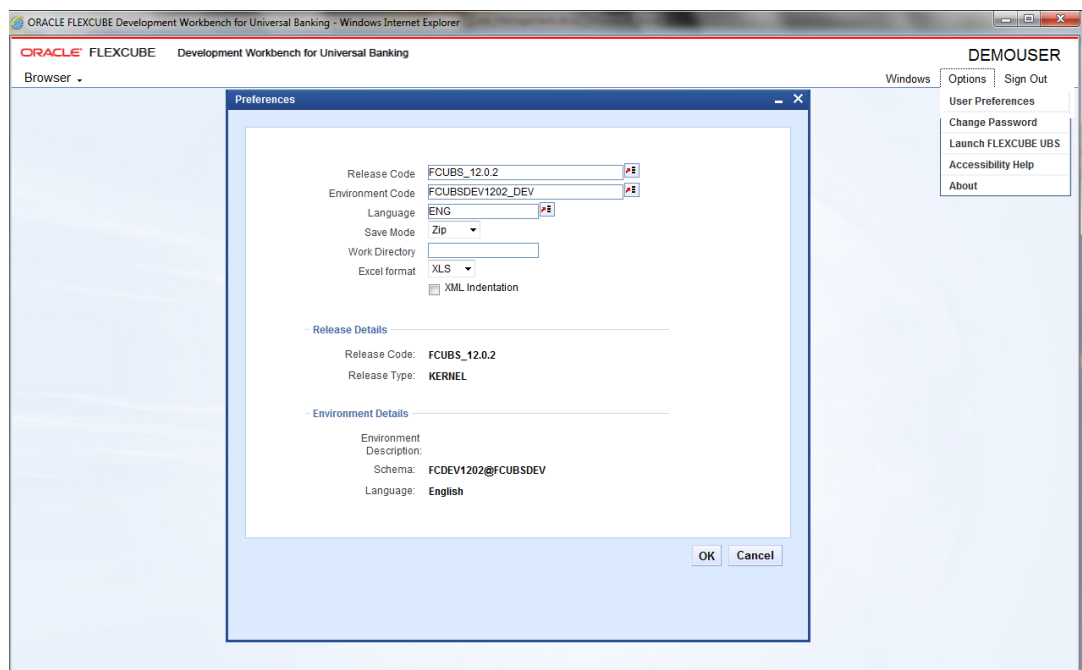 ORACLE FLEXCUBE Development Workbench for Universal Banking - Windows Internet Explorer
ORACLE FLEXCUBE Development Workbench for Universal Banking
DEMOUSER
Browser
Windows Options Sign Out
User Preferences
Change Password
Launch FLEXCUBE UBS
Accessibility Help
About
Preferences
Release Code FCUBS_12.0.2
Environment Code FCUBSDEV1202_DEV
Language ENG
Save Mode Zip
Work Directory
Excel format XLS
XML Indentation
Release Details
Release Code: FCUBS_12.0.2
Release Type: KERNEL
Environment Details
Environment
Description:
Schema: FCDEV1202@FCUBSDEV
Language: English
OK Cancel